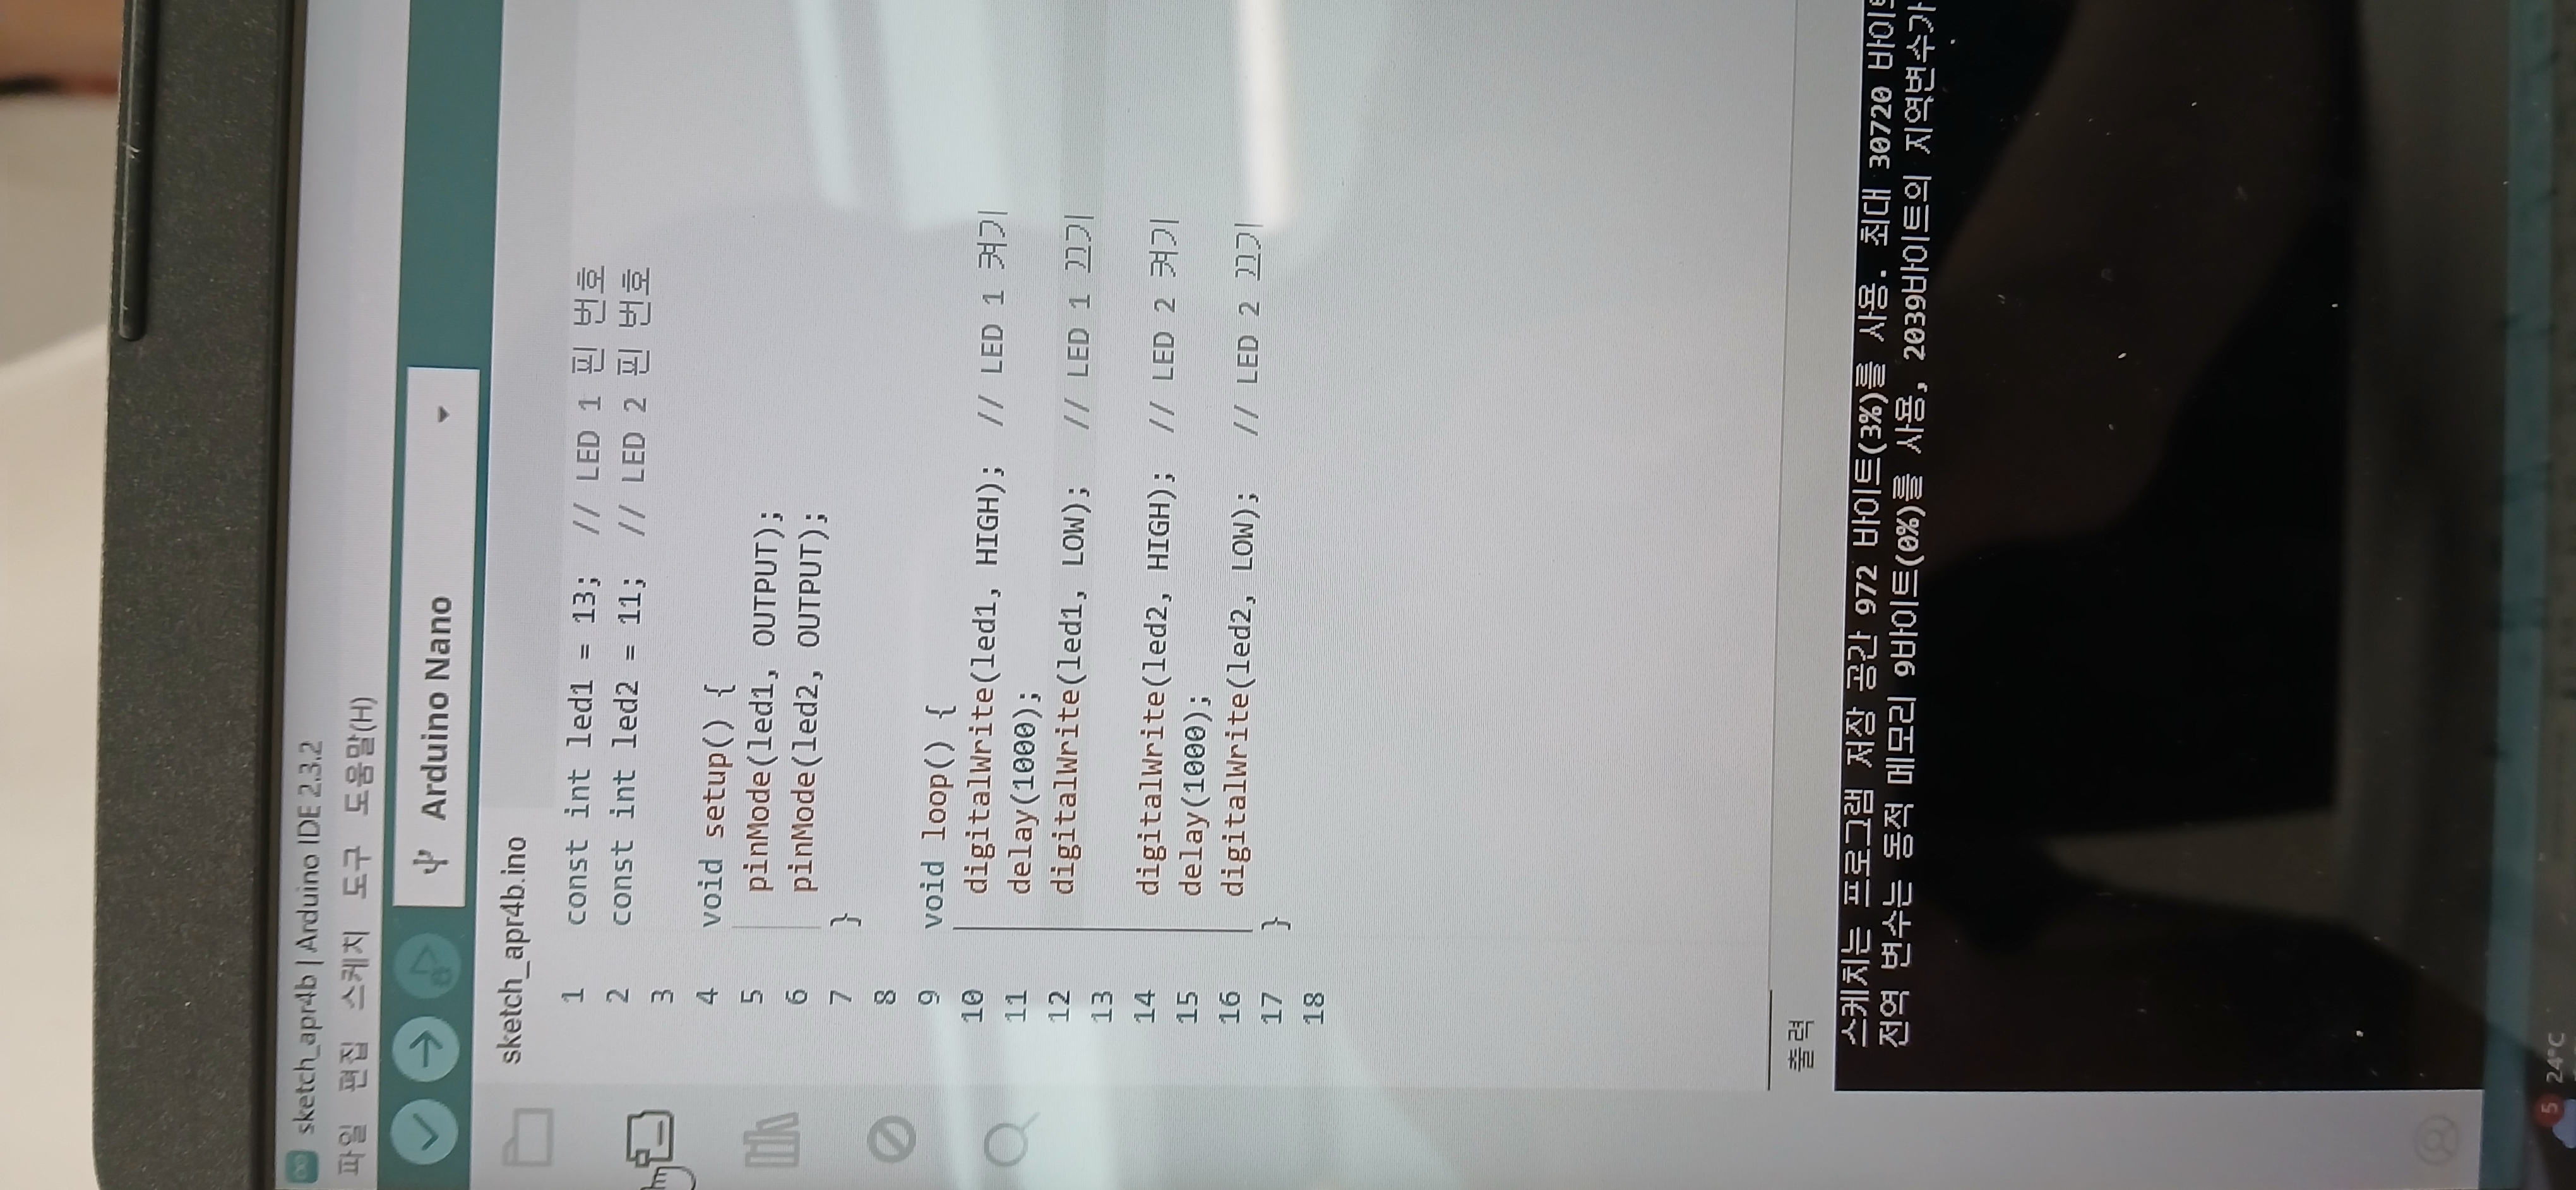 sketch_apr4b | Arduino IDE 2.3.2
파일 편집 스케치 도구 도움말(H)
Arduino Nano
sketch_apr4b.ino
1 const int led1 = 13; // LED 1 핀 번호
2 const int led2 = 11; // LED 2 핀 번호
3
4 void setup() {
5 pinMode(led1, OUTPUT);
6 pinMode(led2, OUTPUT);
7 }
8
9 void loop() {
10 digitalWrite(led1, HIGH); // LED 1 켜기
11 delay(1000);
12 digitalWrite(led1, LOW); // LED 1 끄기
13
14 digitalWrite(led2, HIGH); // LED 2 켜기
15 delay(1000);
16 digitalWrite(led2, LOW); // LED 2 끄기
17 }
18
출력
스케치는 프로그램 저장 공간 972 바이트(3%)를 사용. 최대 30720
전역 변수는 동적 메모리 9바이트(0%)를 사용, 2039바이트의 지역변수가
5
24°C